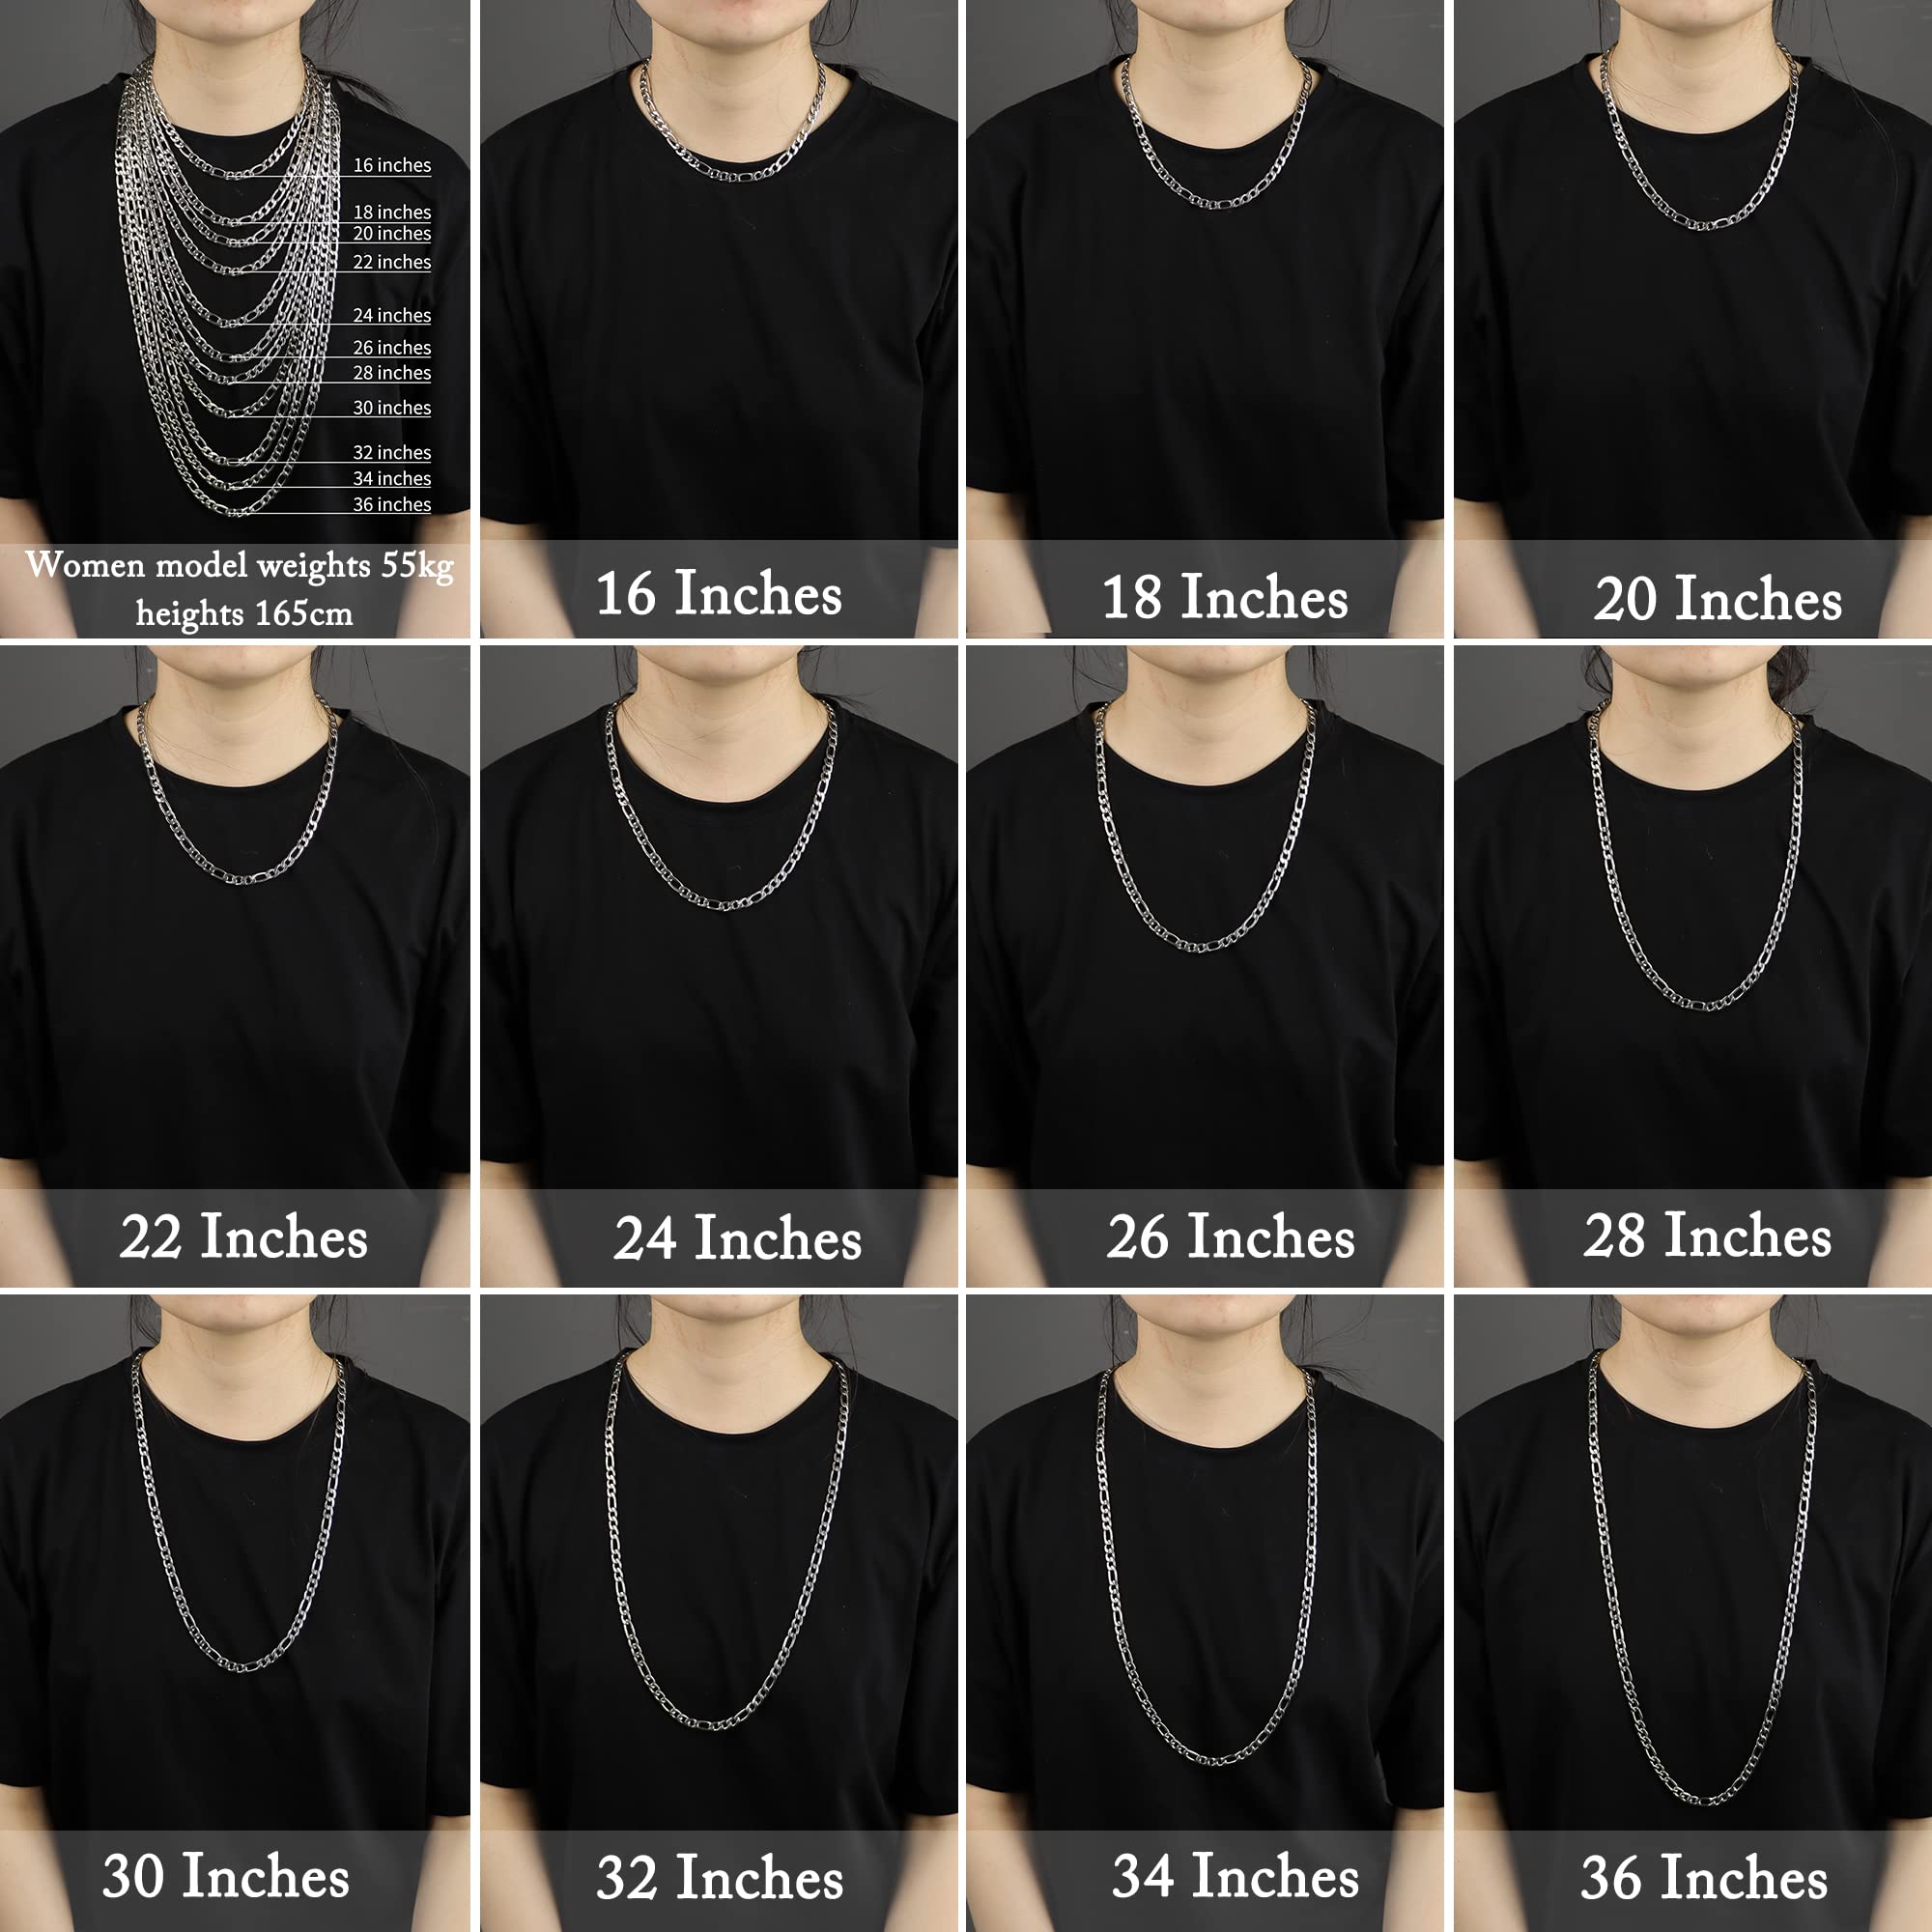 16 inches
18 inches
20 inches
22 inches
24 inches
26 inches
28 inches
30 inches
32 inches
34 inches
36 inches
Women model weights 55kg
heights 165cm
16 Inches
18 Inches
20 Inches
22 Inches
24 Inches
26 Inches
28 Inches
30 Inches
32 Inches
34 Inches
36 Inches